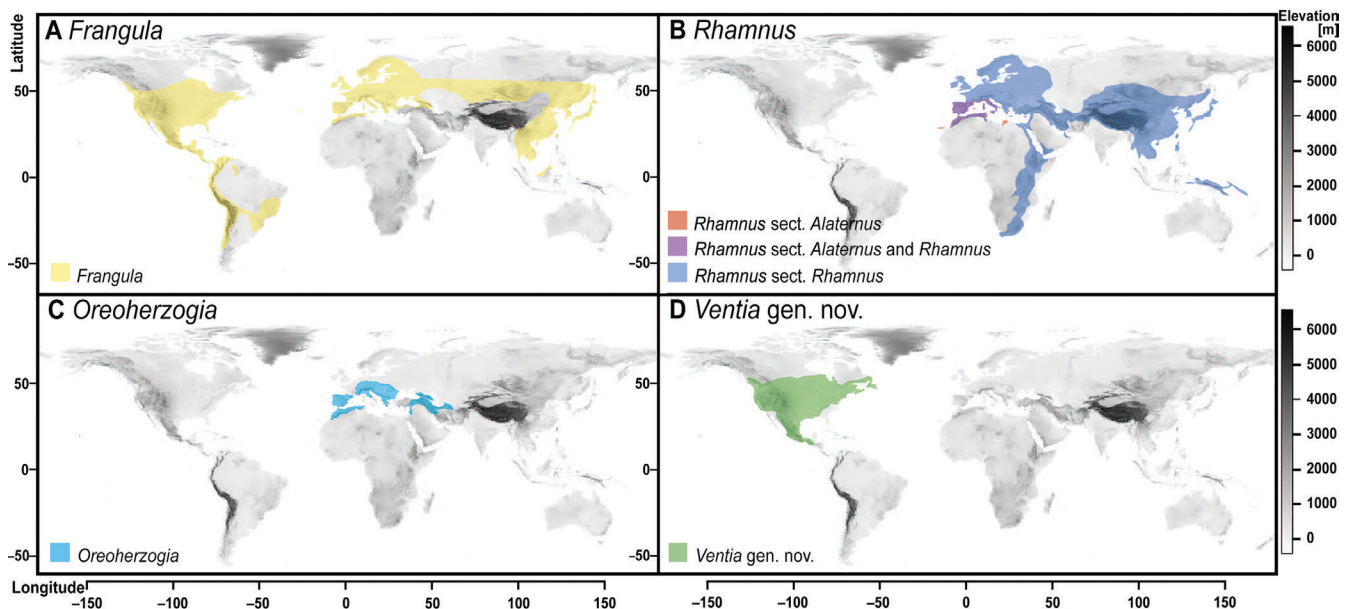 A Frangula
B Rhamnus
Elevation
[m]
Latitude
50
0
−50
Frangula
50
0
−50
Rhamnus sect. Alaternus
Rhamnus sect. Alaternus and Rhamnus
Rhamnus sect. Rhamnus
6000
5000
4000
3000
2000
1000
0
C Oreoherzogia
D Ventia gen. nov.
50
0
−50
Oreoherzogia
50
0
−50
Ventia gen. nov.
6000
5000
4000
3000
2000
1000
0
Longitude
−150 −100 −50 0 50 100 150
−150 −100 −50 0 50 100 150